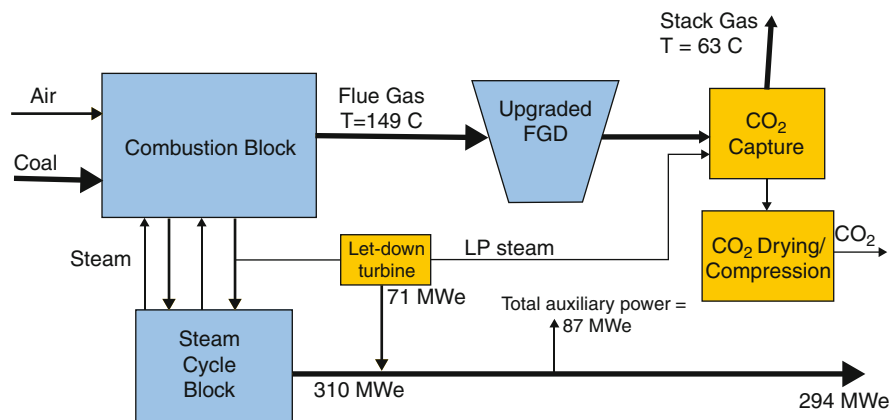 Stack Gas
T = 63 C
Air
Coal
Combustion Block
Flue Gas
T=149 C
Upgraded
FGD
CO₂
Capture
Steam
Let-down
turbine
LP steam
71 MWe
CO₂ Drying/
Compression
CO₂
Total auxiliary power =
87 MWe
Steam
Cycle
Block
310 MWe
294 MWe